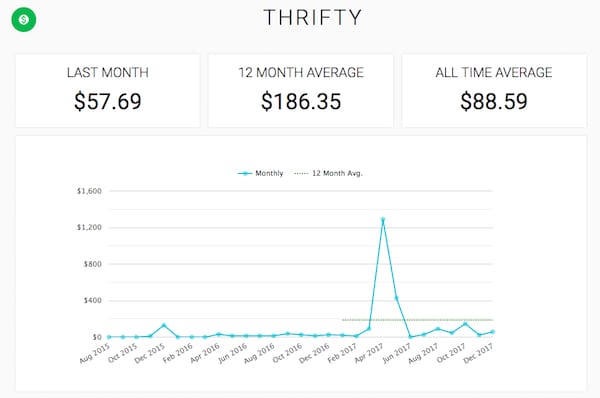 THRIFTY
LAST MONTH
$57.69
12 MONTH AVERAGE
$186.35
ALL TIME AVERAGE
$88.59
Monthly
12 Month Avg.
$1,600
$1,200
$800
$400
$0
Aug 2015
Oct 2015
Dec 2015
Feb 2016
Apr 2016
Jun 2016
Aug 2016
Oct 2016
Dec 2016
Feb 2017
Apr 2017
Jun 2017
Aug 2017
Oct 2017
Dec 2017